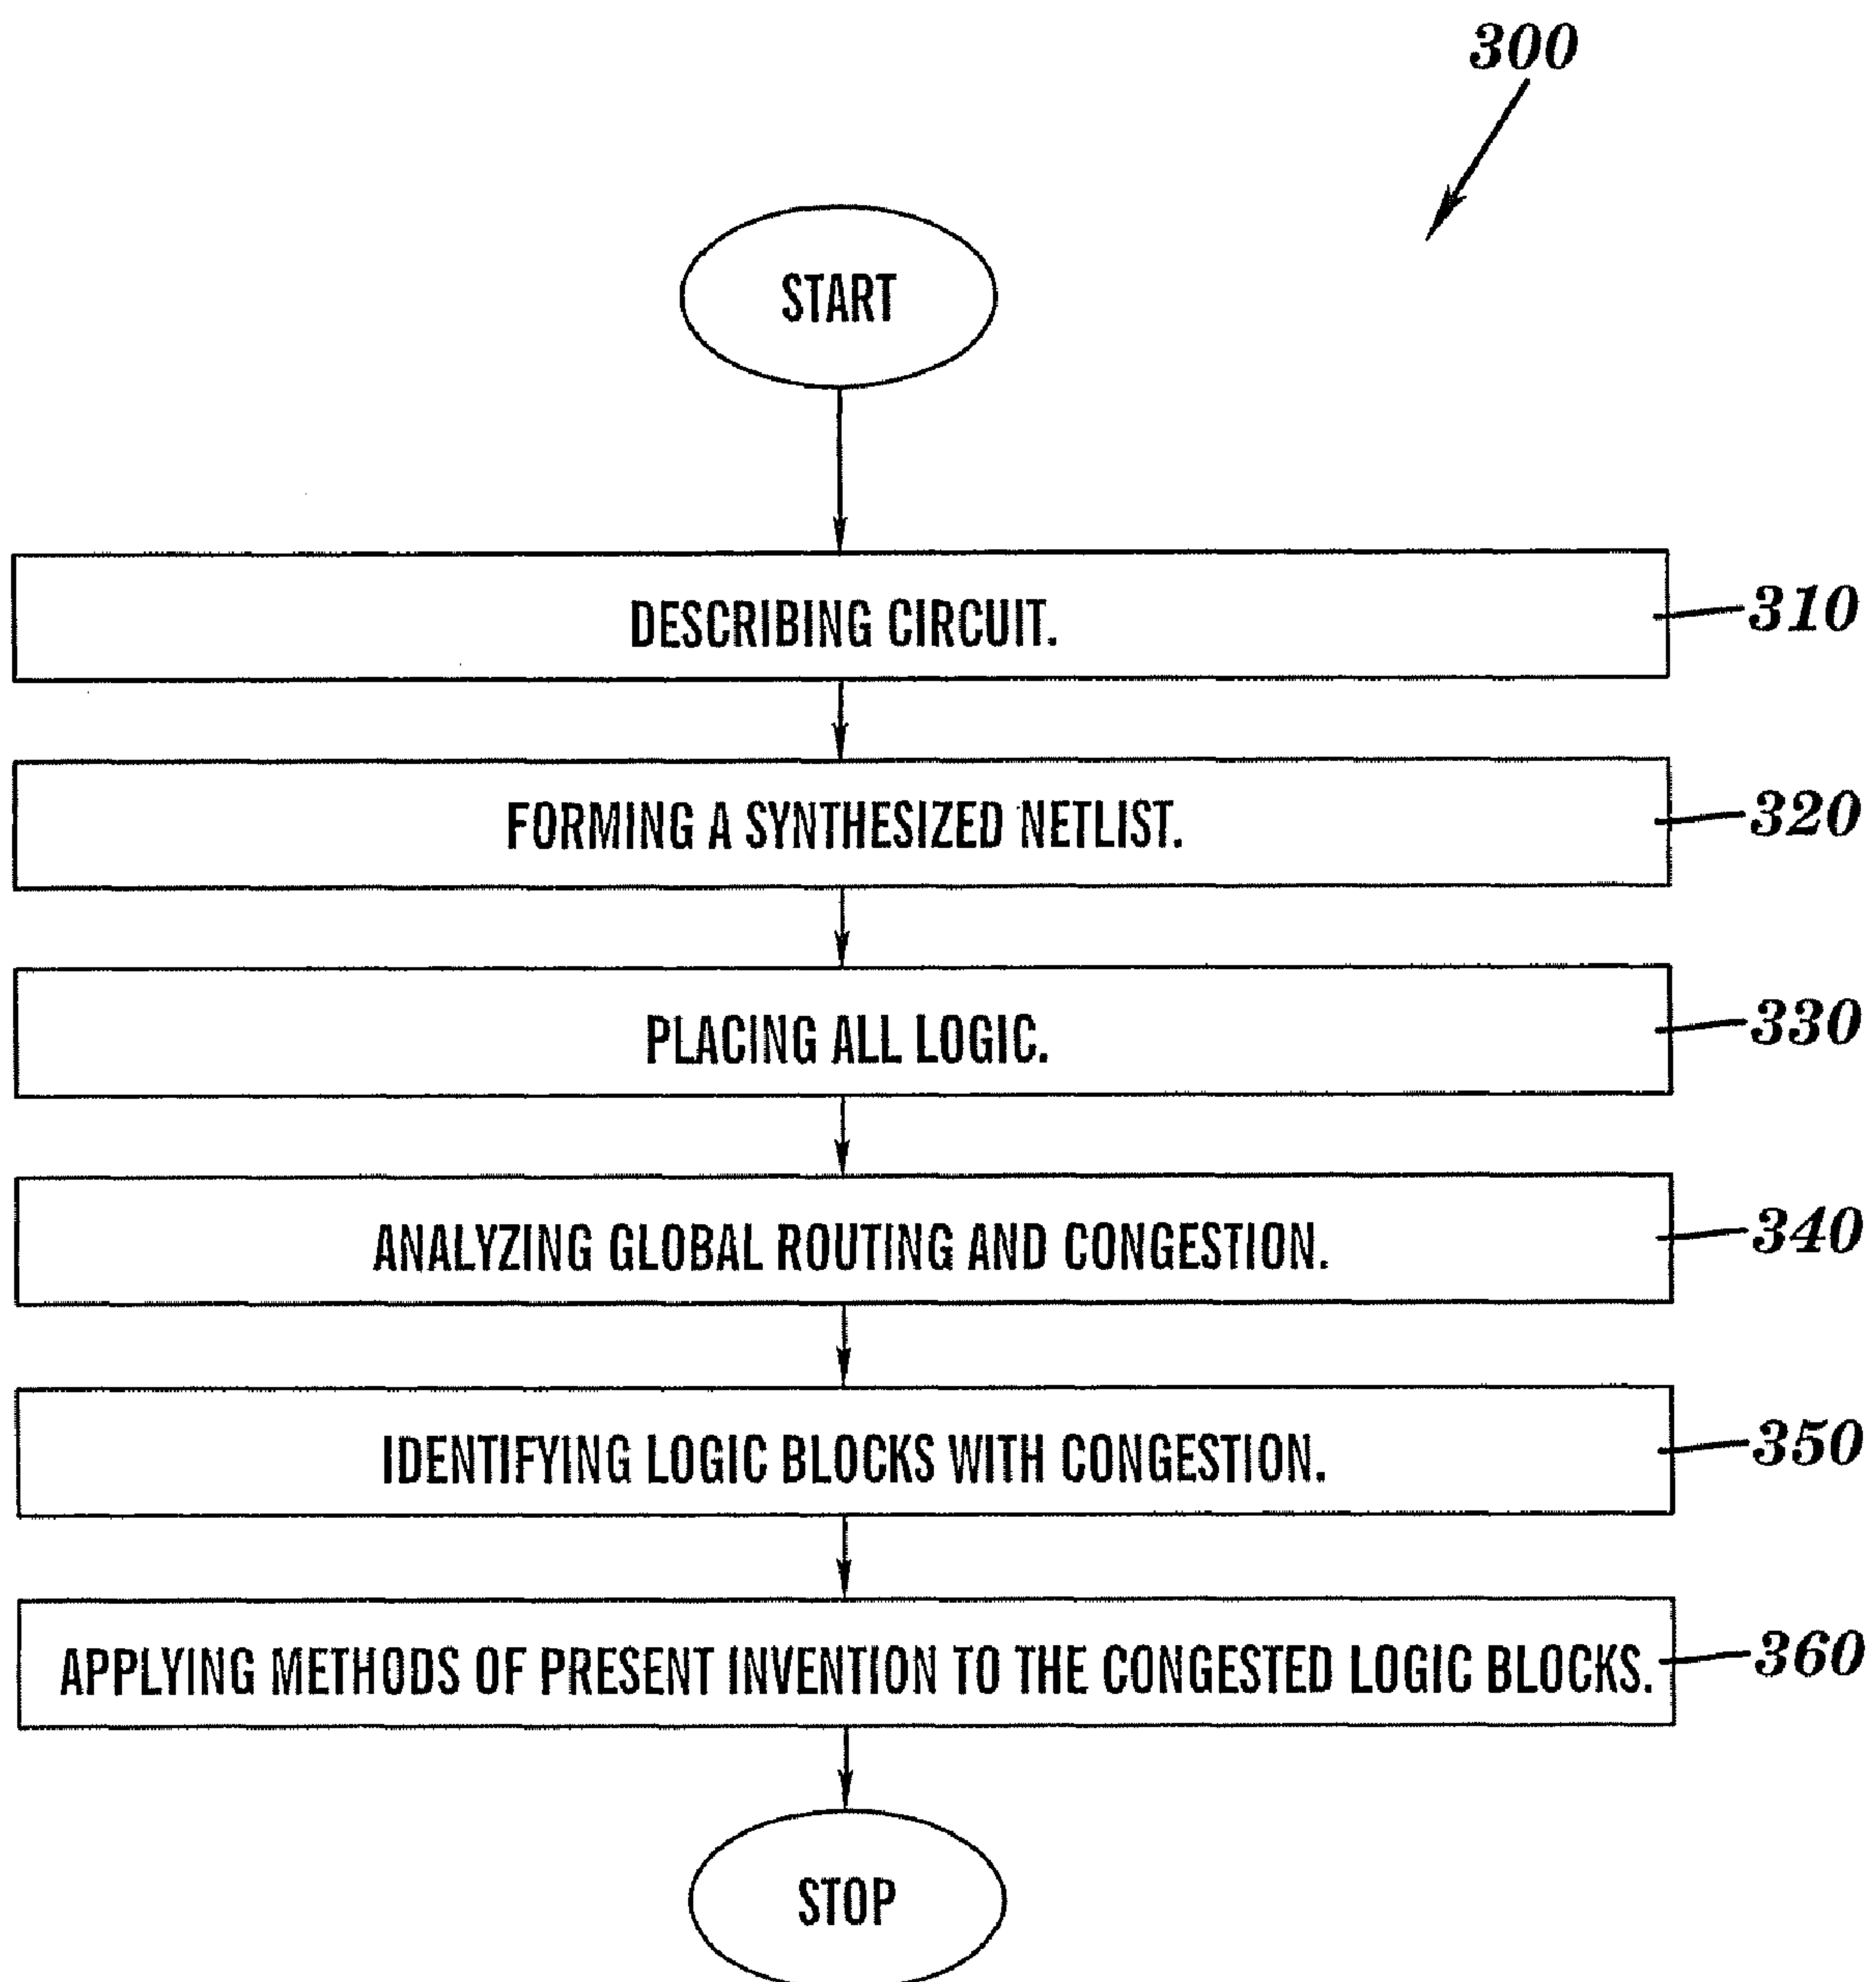 300
START
DESCRIBING CIRCUIT.
310
FORMING A SYNTHESIZED NETLIST.
320
PLACING ALL LOGIC.
330
ANALYZING GLOBAL ROUTING AND CONGESTION.
340
IDENTIFYING LOGIC BLOCKS WITH CONGESTION.
350
APPLYING METHODS OF PRESENT INVENTION TO THE CONGESTED LOGIC BLOCKS.
360
STOP